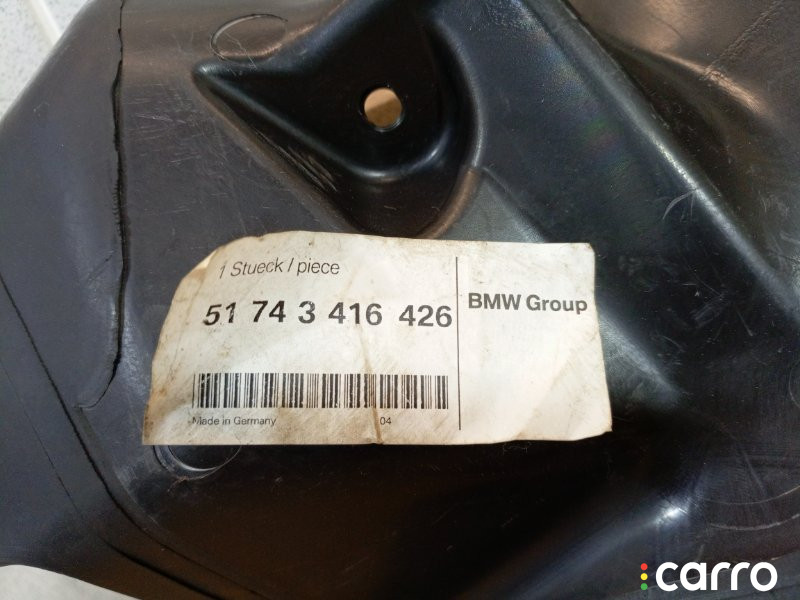 1 Stueck / piece
51 74 3 416 426
BMW Group
Made in Germany
04
carro